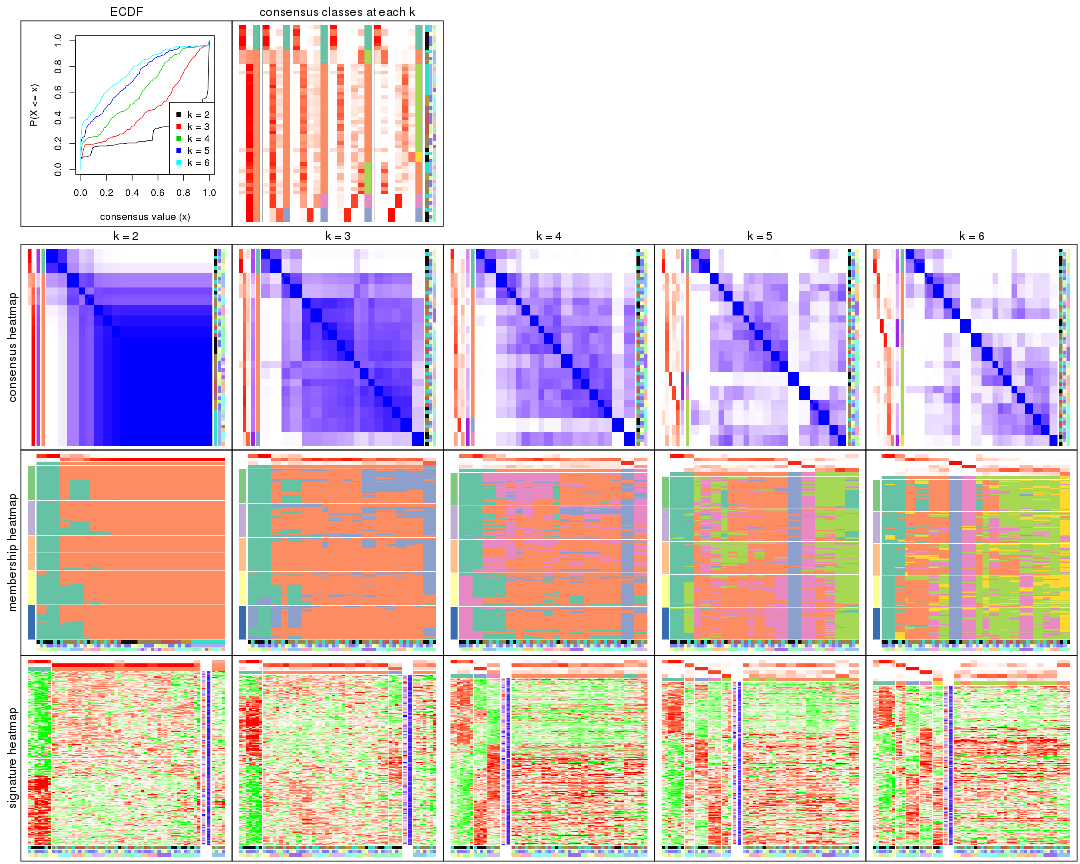 ECDF
consensus classes at each k
P(X <= x)
0.0
0.2
0.4
0.6
0.8
1.0
k = 2
k = 3
k = 4
k = 5
k = 6
0.0 0.2 0.4 0.6 0.8 1.0
consensus value (x)
k = 2
k = 3
k = 4
k = 5
k = 6
consensus heatmap
membership heatmap
signature heatmap